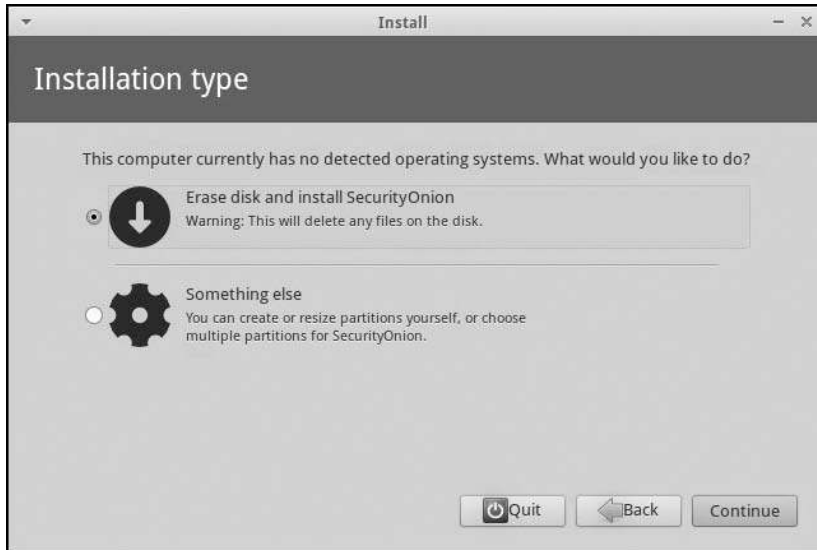 Install
Installation type
This computer currently has no detected operating systems. What would you like to do?
Erase disk and install SecurityOnion
Warning: This will delete any files on the disk.
Something else
You can create or resize partitions yourself, or choose
multiple partitions for SecurityOnion.
Quit
Back
Continue